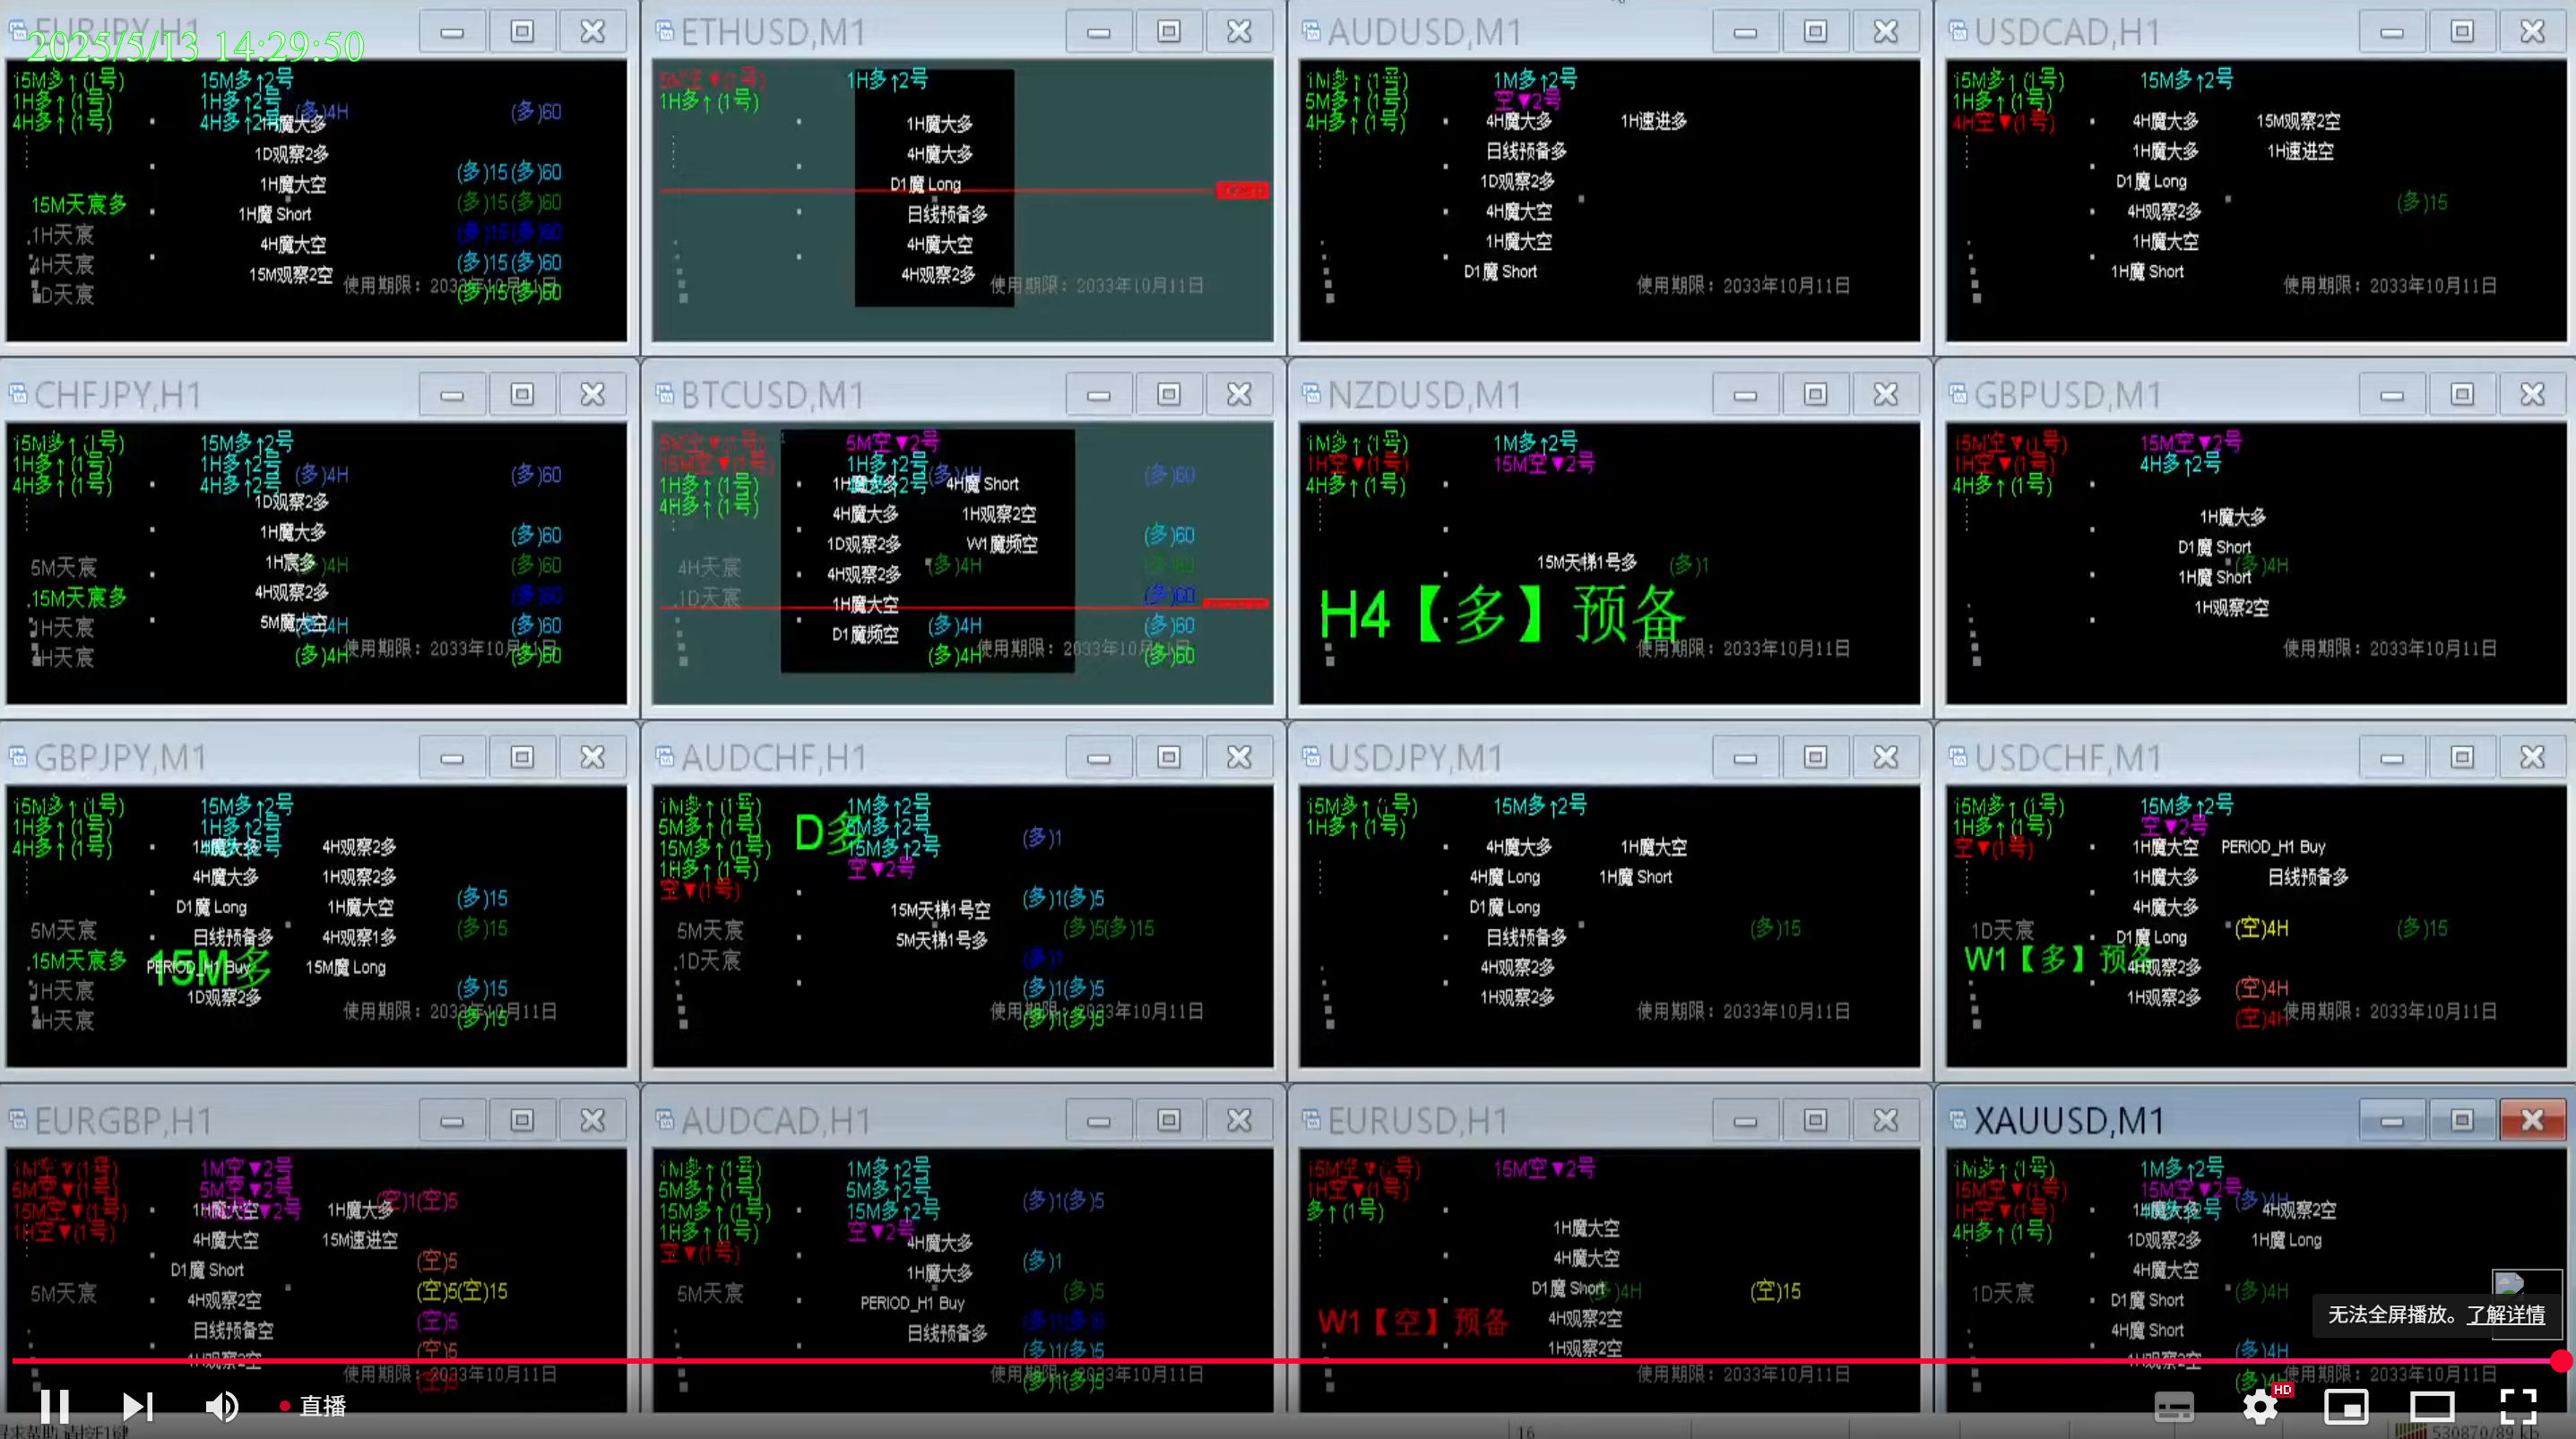 2025/5/13 14:29:50
EURJPY,H1
15M多↑(1号) 15M多↑2号
1H多↑(1号) 1H多↑2号
4H多↑(1号) 4H多↑2号
(多)4H (多)60
1H魔大多
1D观察2多
(多)15(多)60
1H魔大空
15M天宸多 (多)15(多)60
1H魔 Short
1H天宸 (多)15(多)60
4H魔大空
4H天宸 (多)15(多)60
15M观察2空
1D天宸 (多)15(多)60
使用期限：2033年10月11日
ETHUSD,M1
5M空▼(1号) 1H多↑2号
1H多↑(1号)
1H魔大多
4H魔大多
D1魔 Long
日线预备多
4H魔大空
4H观察2多
使用期限：2033年10月11日
AUDUSD,M1
1M多↑(1号) 1M多↑2号
5M多↑(1号) 空▼2号
4H多↑(1号) 4H魔大多 1H速进多
日线预备多
1D观察2多
4H魔大空
1H魔大空
D1魔 Short
使用期限：2033年10月11日
USDCAD,H1
15M多↑(1号) 15M多↑2号
1H多↑(1号)
4H空▼(1号) 4H魔大多 15M观察2空
1H魔大多 1H速进空
D1魔 Long
4H观察2多 (多)15
1H魔大空
1H魔 Short
使用期限：2033年10月11日
CHFJPY,H1
15M多↑(1号) 15M多↑2号
1H多↑(1号) 1H多↑2号
4H多↑(1号) 4H多↑2号
(多)4H (多)60
1D观察2多
1H魔大多 (多)60
5M天宸 1H宸多 (多)4H (多)60
15M天宸多 4H观察2多 (多)60
1H天宸 5M魔大空 (多)4H (多)60
4H天宸 (多)4H (多)60
使用期限：2033年10月11日
BTCUSD,M1
5M空▼(1号) 5M空▼2号
15M空▼(1号) 1H多↑2号
1H多↑(1号) 4H多↑2号
4H多↑(1号)
(多)4H (多)60
1H魔大多 4H魔 Short
4H魔大多 1H观察2空
1D观察2多 W1魔频空 (多)60
4H天宸 4H观察2多 (多)4H (多)60
1D天宸 1H魔大空 (多)60
D1魔频空 (多)4H (多)60
(多)4H (多)60
使用期限：2033年10月11日
NZDUSD,M1
1M多↑(1号) 1M多↑2号
1H空▼(1号) 15M空▼2号
4H多↑(1号)
15M天梯1号多 (多)1
H4【多】预备
使用期限：2033年10月11日
GBPUSD,M1
15M空▼(1号) 15M空▼2号
1H空▼(1号) 4H多↑2号
4H多↑(1号)
1H魔大多
D1魔 Short
(多)4H
1H魔 Short
1H观察2空
使用期限：2033年10月11日
GBPJPY,M1
15M多↑(1号) 15M多↑2号
1H多↑(1号) 1H多↑2号
4H多↑(1号) 4H多↑2号
1H魔大多 4H观察2多
4H魔大多 1H观察2多
(多)15
D1魔 Long 1H魔大空
5M天宸 日线预备多 4H观察1多 (多)15
15M天宸多 PERIOD_H1 Buy 15M魔 Long
15M多
1H天宸 1D观察2多 (多)15
4H天宸 (多)15
使用期限：2033年10月11日
AUDCHF,H1
1M多↑(1号) 1M多↑2号
5M多↑(1号) 5M多↑2号
D多
15M多↑(1号) 15M多↑2号
1H多↑(1号) 空▼2号
空▼(1号)
(多)1
(多)1(多)5
15M天梯1号空
5M天宸 (多)5(多)15
5M天梯1号多
1D天宸 (多)1
(多)1(多)5
(多)1(多)5
使用期限：2033年10月11日
USDJPY,M1
15M多↑(1号) 15M多↑2号
1H多↑(1号)
4H魔大多 1H魔大空
4H魔 Long 1H魔 Short
D1魔 Long
日线预备多 (多)15
4H观察2多
1H观察2多
使用期限：2033年10月11日
USDCHF,M1
15M多↑(1号) 15M多↑2号
1H多↑(1号) 空▼2号
空▼(1号) 1H魔大空 PERIOD_H1 Buy
1H魔大多 日线预备多
4H魔大多
1D天宸 D1魔 Long (空)4H (多)15
W1【多】预备
4H观察2多
1H观察2多 (空)4H
(空)4H
使用期限：2033年10月11日
EURGBP,H1
1M空▼(1号) 1M空▼2号
5M空▼(1号) 5M空▼2号
15M空▼(1号) 15M空▼2号
1H空▼(1号)
(空)1(空)5
1H魔大空 1H魔大多
4H魔大空 15M速进空
D1魔 Short (空)5
5M天宸 4H观察2空 (空)5(空)15
日线预备空 (空)5
1H观察2空 (空)5
(空)5
使用期限：2033年10月11日
AUDCAD,H1
1M多↑(1号) 1M多↑2号
5M多↑(1号) 5M多↑2号
15M多↑(1号) 15M多↑2号
1H多↑(1号) 空▼2号
空▼(1号)
(多)1(多)5
4H魔大多
1H魔大多 (多)1
5M天宸 PERIOD_H1 Buy (多)5
日线预备多
(多)1(多)5
(多)1(多)5
使用期限：2033年10月11日
EURUSD,H1
15M空▼(1号) 15M空▼2号
1H空▼(1号)
多↑(1号)
1H魔大空
4H魔大空
D1魔 Short (多)4H (空)15
W1【空】预备
4H观察2空
1H观察2空
使用期限：2033年10月11日
XAUUSD,M1
1M多↑(1号) 1M多↑2号
15M空▼(1号) 15M空▼2号
1H空▼(1号) 4H多↑2号
4H多↑(1号)
(多)4H
1H魔大多 4H观察2空
1D观察2多 1H魔 Long
4H魔大空
1D天宸 D1魔 Short (多)4H
4H魔 Short
1H观察2空 (多)4H
使用期限：2033年10月11日
无法全屏播放。了解详情
直播
HD
16